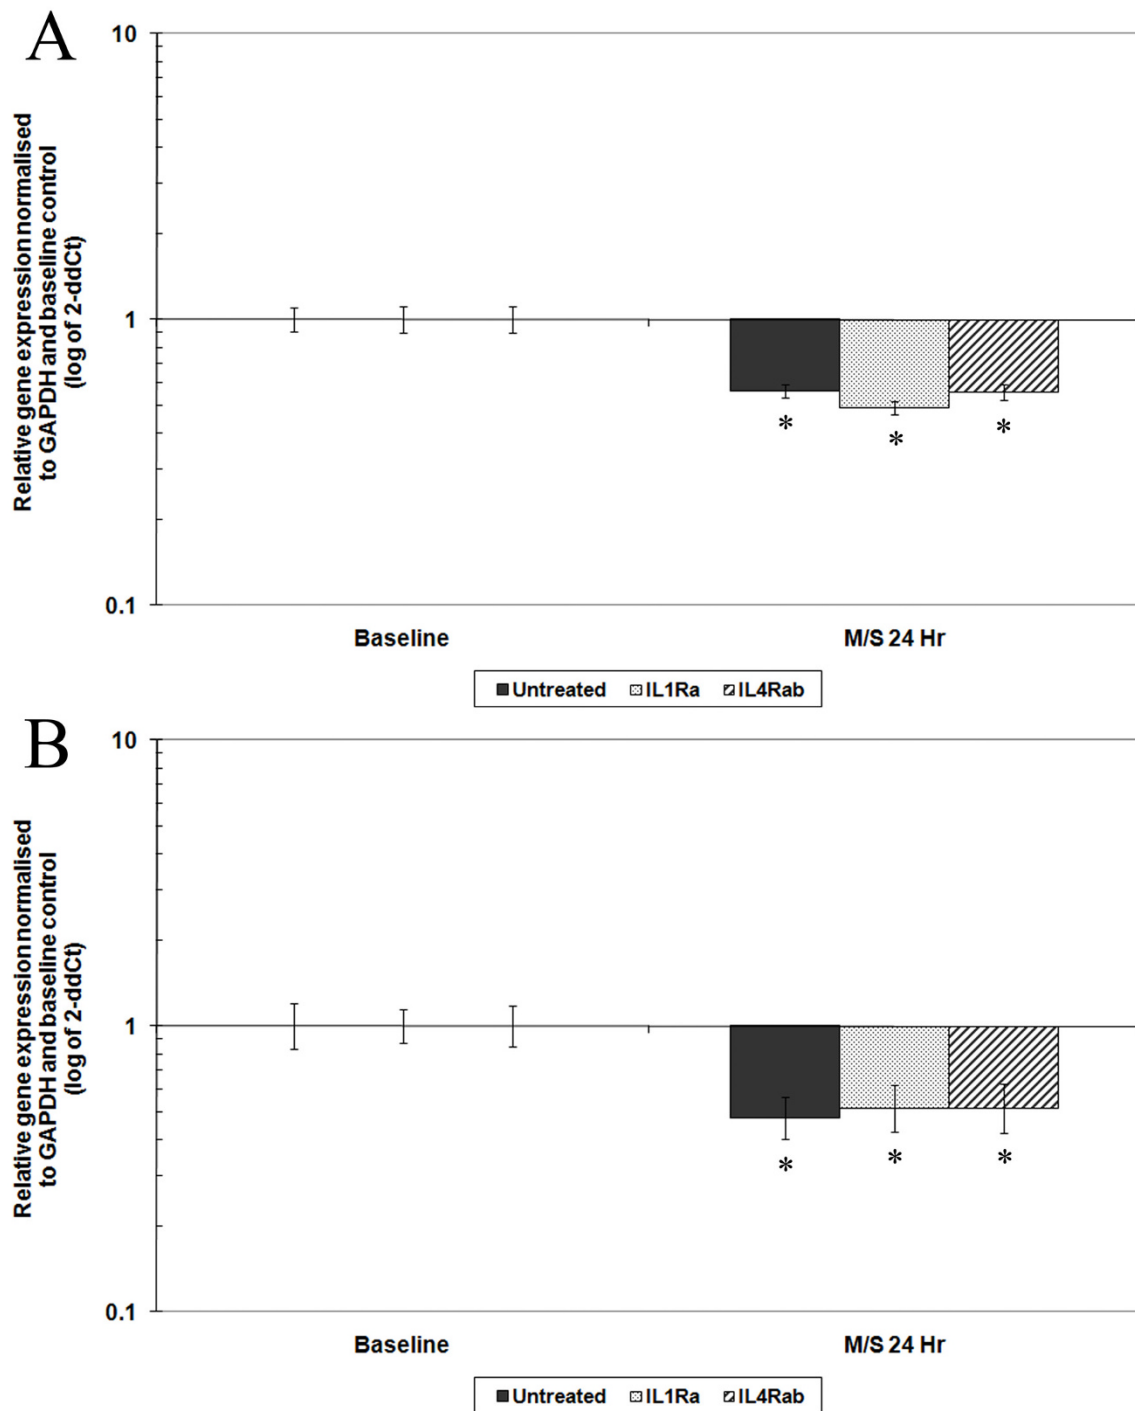 A
10
1
0.1
Relative gene expression normalised
to GAPDH and baseline control
(log of 2-ddCt)
* * *
Baseline M/S 24 Hr
Untreated IL1Ra IL4Rab
B
10
1
0.1
Relative gene expression normalised
to GAPDH and baseline control
(log of 2-ddCt)
* * *
Baseline M/S 24 Hr
Untreated IL1Ra IL4Rab